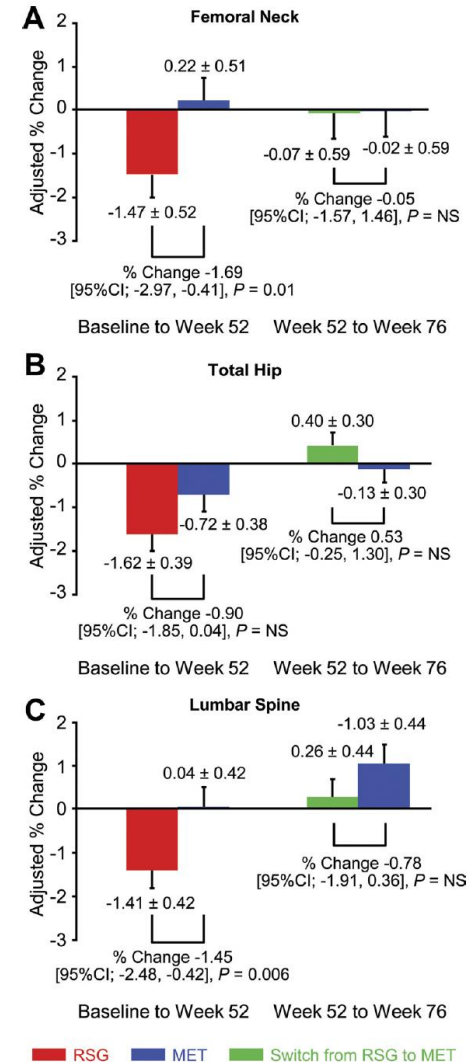 A
Femoral Neck
Adjusted % Change
2
1
0
-1
-2
-3
0.22 ± 0.51
-1.47 ± 0.52
-0.07 ± 0.59
-0.02 ± 0.59
% Change -0.05
[95%CI; -1.57, 1.46], P = NS
% Change -1.69
[95%CI; -2.97, -0.41], P = 0.01
Baseline to Week 52
Week 52 to Week 76
B
Total Hip
Adjusted % Change
2
1
0
-1
-2
-3
0.40 ± 0.30
-0.13 ± 0.30
-0.72 ± 0.38
-1.62 ± 0.39
% Change 0.53
[95%CI; -0.25, 1.30], P = NS
% Change -0.90
[95%CI; -1.85, 0.04], P = NS
Baseline to Week 52
Week 52 to Week 76
C
Lumbar Spine
Adjusted % Change
2
1
0
-1
-2
-3
-1.03 ± 0.44
0.26 ± 0.44
0.04 ± 0.42
-1.41 ± 0.42
% Change -0.78
[95%CI; -1.91, 0.36], P = NS
% Change -1.45
[95%CI; -2.48, -0.42], P = 0.006
Baseline to Week 52
Week 52 to Week 76
RSG
MET
Switch from RSG to MET